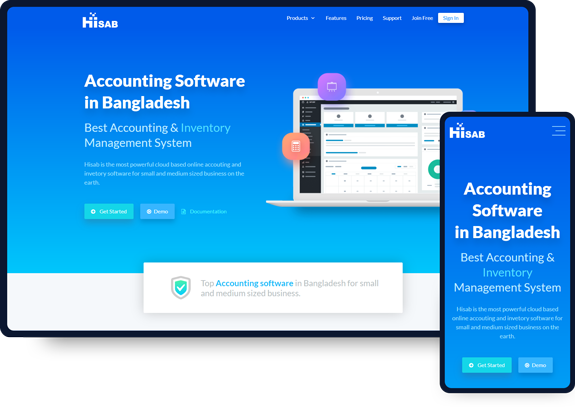 HiSAB
Products Features Pricing Support Join Free Sign In
Accounting Software
in Bangladesh
Best Accounting & Inventory
Management System
Hisab is the most powerful cloud based online accouting and
invetory software for small and medium sized business on the
earth.
Get Started Demo Documentation
Top Accounting software in Bangladesh for small
and medium sized business.
HiSAB
Accounting
Software
in Bangladesh
Best Accounting &
Inventory
Management System
Hisab is the most powerful cloud based
online accouting and invetory software for
small and medium sized business on the
earth.
Get Started Demo